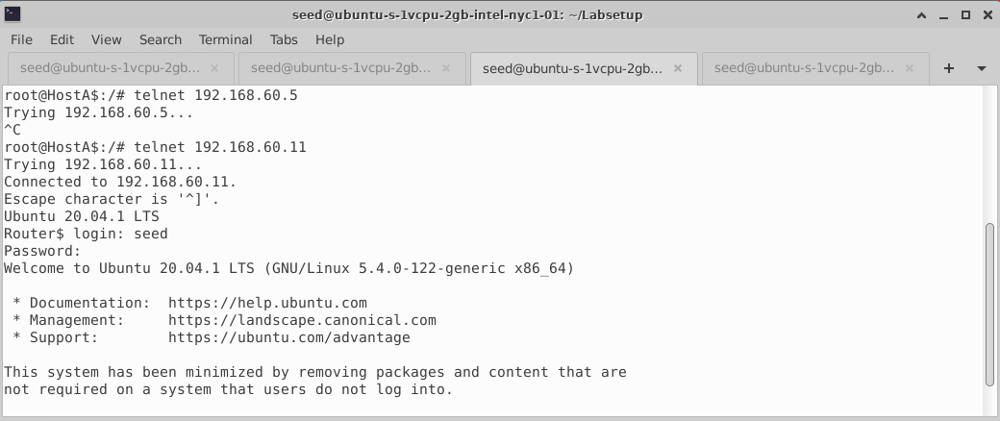 seed@ubuntu-s-1vcpu-2gb-intel-nyc1-01: ~/Labsetup
File Edit View Search Terminal Tabs Help
seed@ubuntu-s-1vcpu-2gb... × seed@ubuntu-s-1vcpu-2gb... × seed@ubuntu-s-1vcpu-2gb... × seed@ubuntu-s-1vcpu-2gb... ×
root@HostA$:/# telnet 192.168.60.5
Trying 192.168.60.5...
^C
root@HostA$:/# telnet 192.168.60.11
Trying 192.168.60.11...
Connected to 192.168.60.11.
Escape character is '^]'.
Ubuntu 20.04.1 LTS
Router$ login: seed
Password:
Welcome to Ubuntu 20.04.1 LTS (GNU/Linux 5.4.0-122-generic x86_64)
* Documentation:  https://help.ubuntu.com
* Management:     https://landscape.canonical.com
* Support:        https://ubuntu.com/advantage
This system has been minimized by removing packages and content that are
not required on a system that users do not log into.